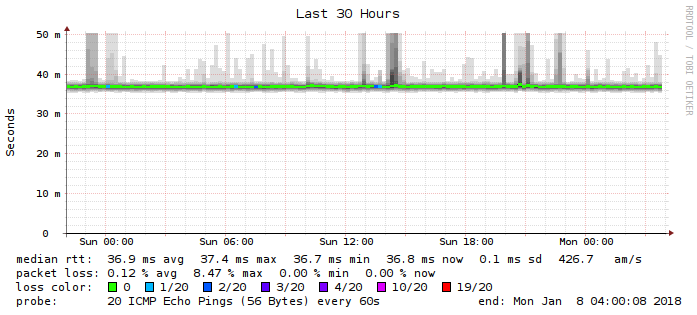 Last 30 Hours
RRDTOOL / TOBI OETIKER
Seconds
50 m
40 m
30 m
20 m
10 m
0
Sun 00:00 Sun 06:00 Sun 12:00 Sun 18:00 Mon 00:00
median rtt: 36.9 ms avg 37.4 ms max 36.7 ms min 36.8 ms now 0.1 ms sd 426.7 am/s
packet loss: 0.12 % avg 8.47 % max 0.00 % min 0.00 % now
loss color: 0 1/20 2/20 3/20 4/20 10/20 19/20
probe: 20 ICMP Echo Pings (56 Bytes) every 60s end: Mon Jan 8 04:00:08 2018